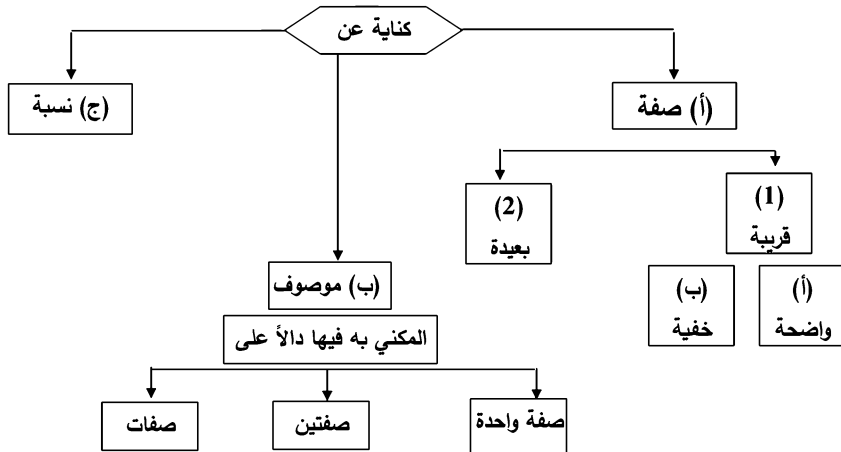 كناية عن
(أ) صفة
(ج) نسبة
(1)
قريبة
(2)
بعيدة
(أ)
واضحة
(ب)
خفية
(ب) موصوف
المكني به فيها دالاً على
صفة واحدة
صفتين
صفات